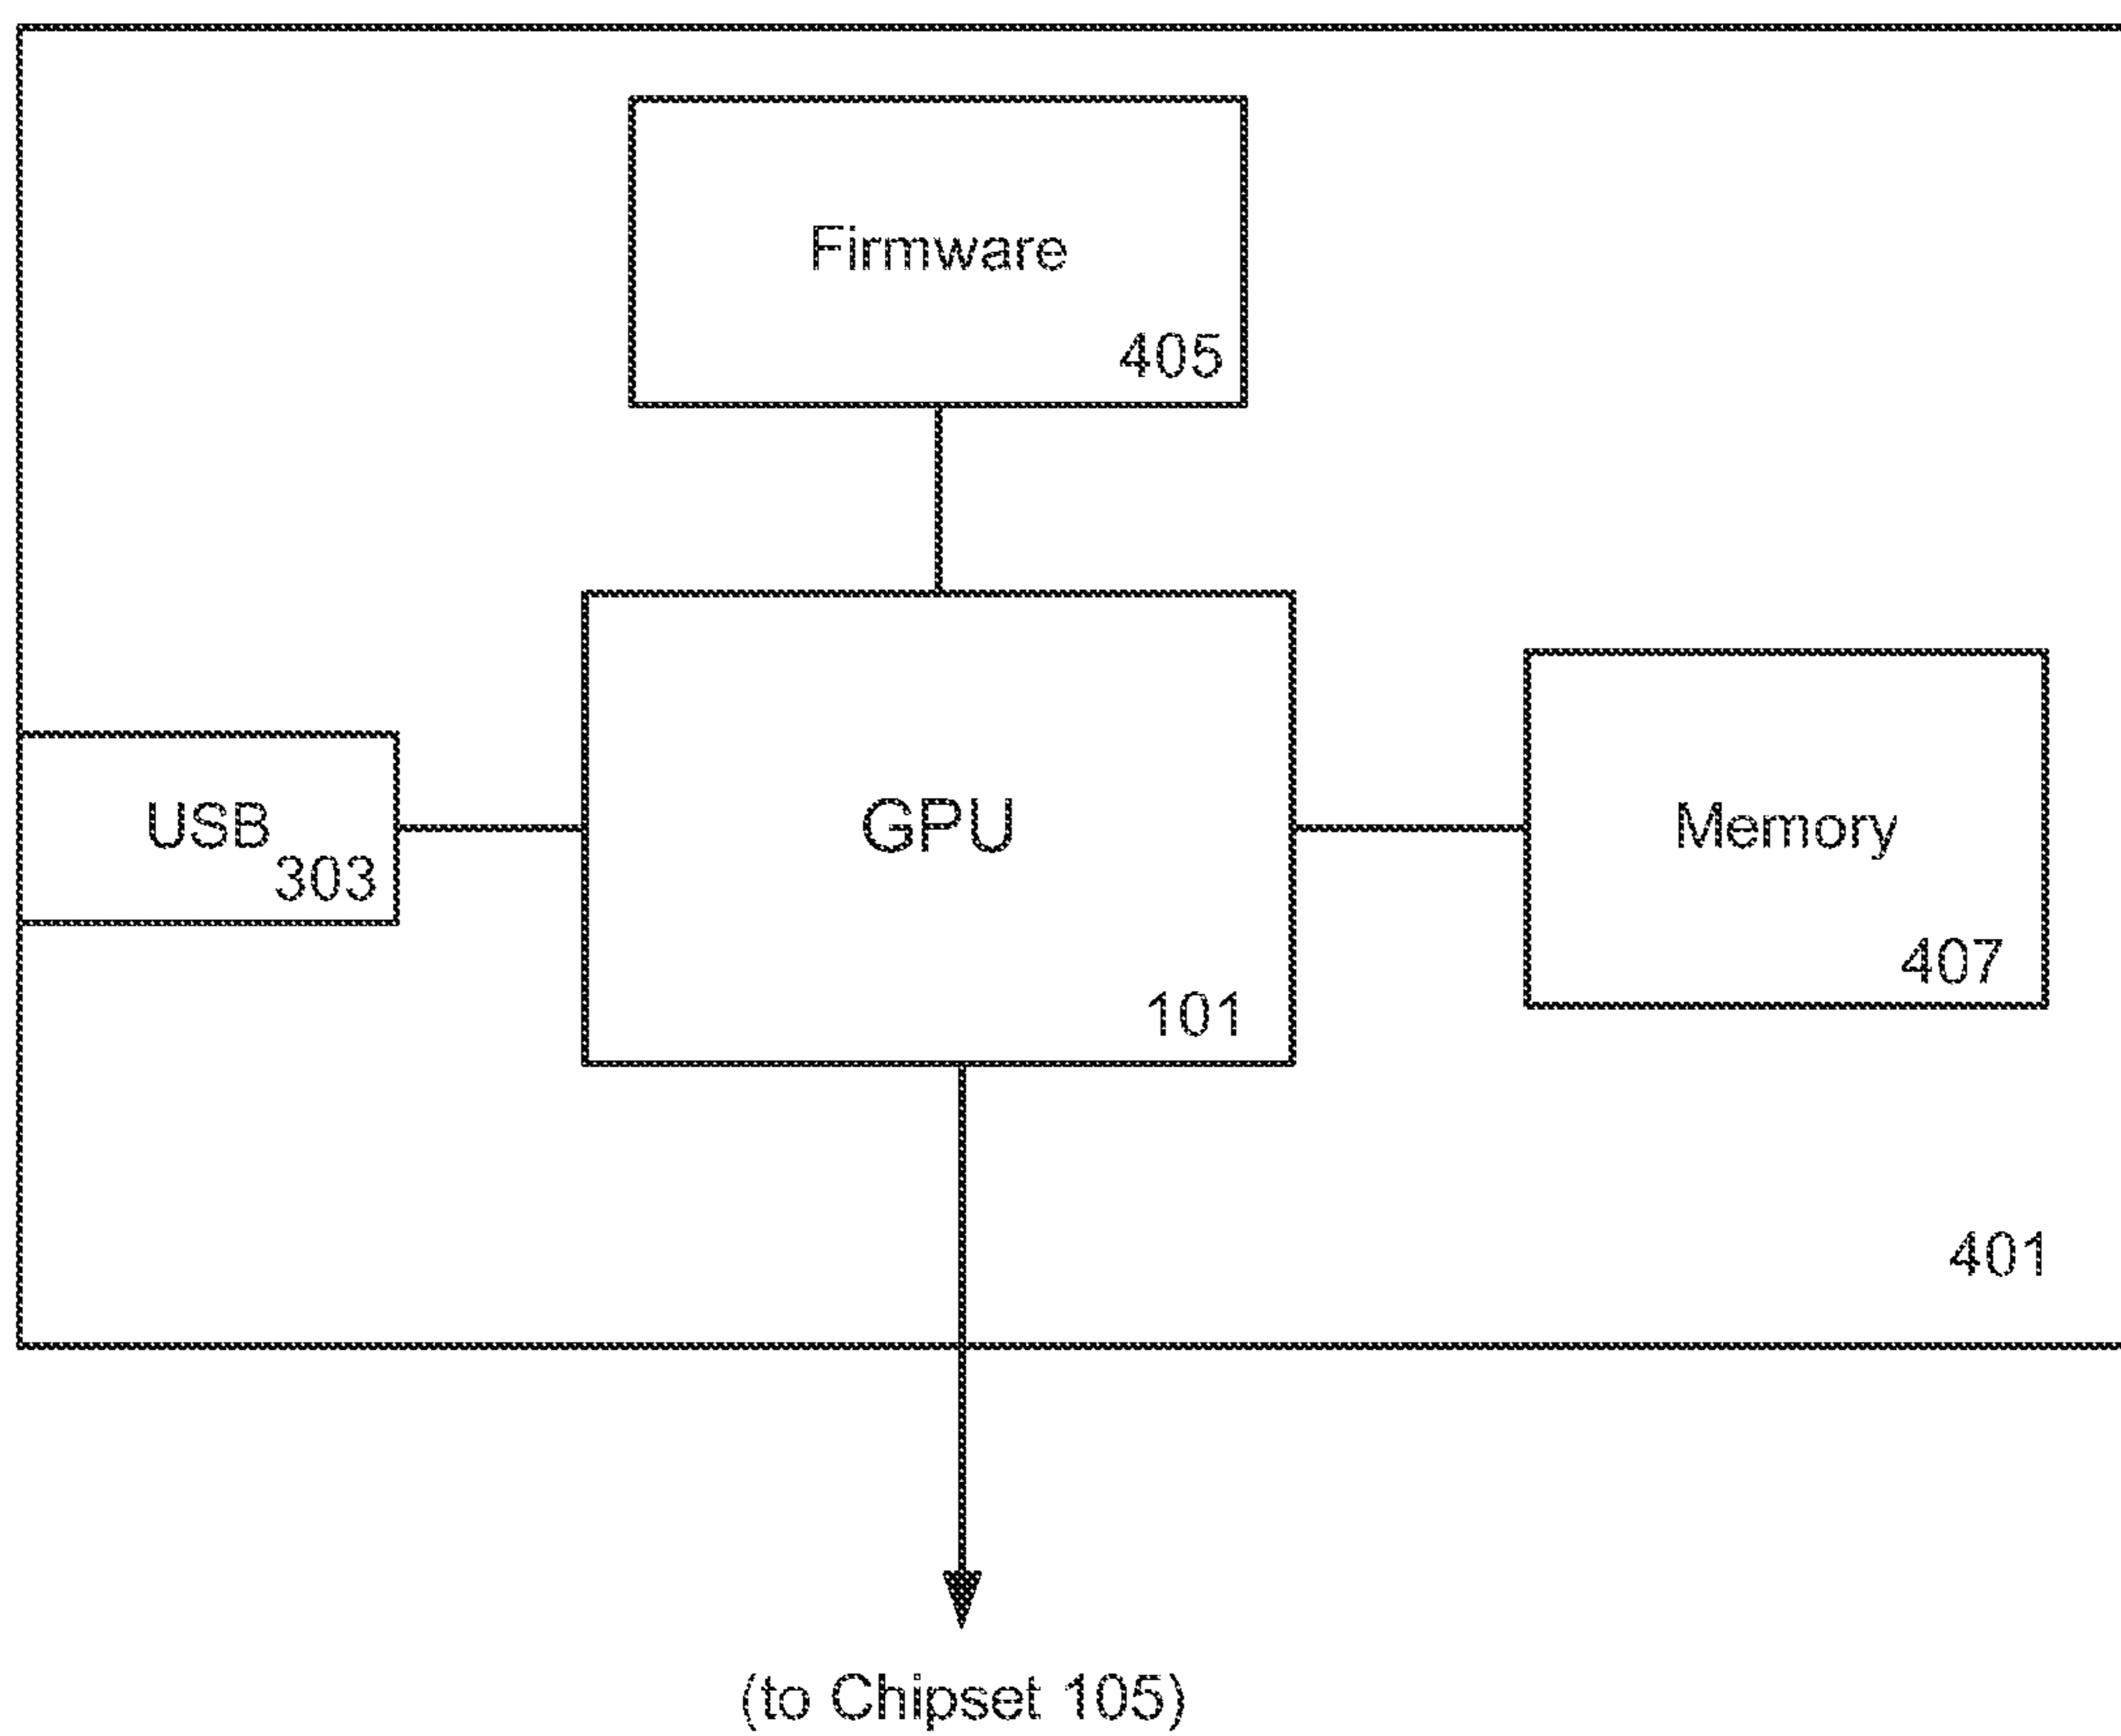 Firmware
405
USB
303
GPU
101
Memory
407
401
(to Chipset 105)